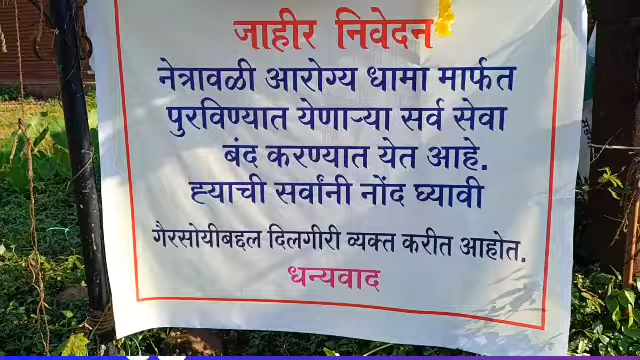 जाहीर निवेदन
नेत्रावळी आरोग्य धामा मार्फत
पुरविण्यात येणाऱ्या सर्व सेवा
बंद करण्यात येत आहे.
ह्याची सर्वांनी नोंद घ्यावी
गैरसोयीबद्दल दिलगीरी व्यक्त करीत आहोत.
धन्यवाद